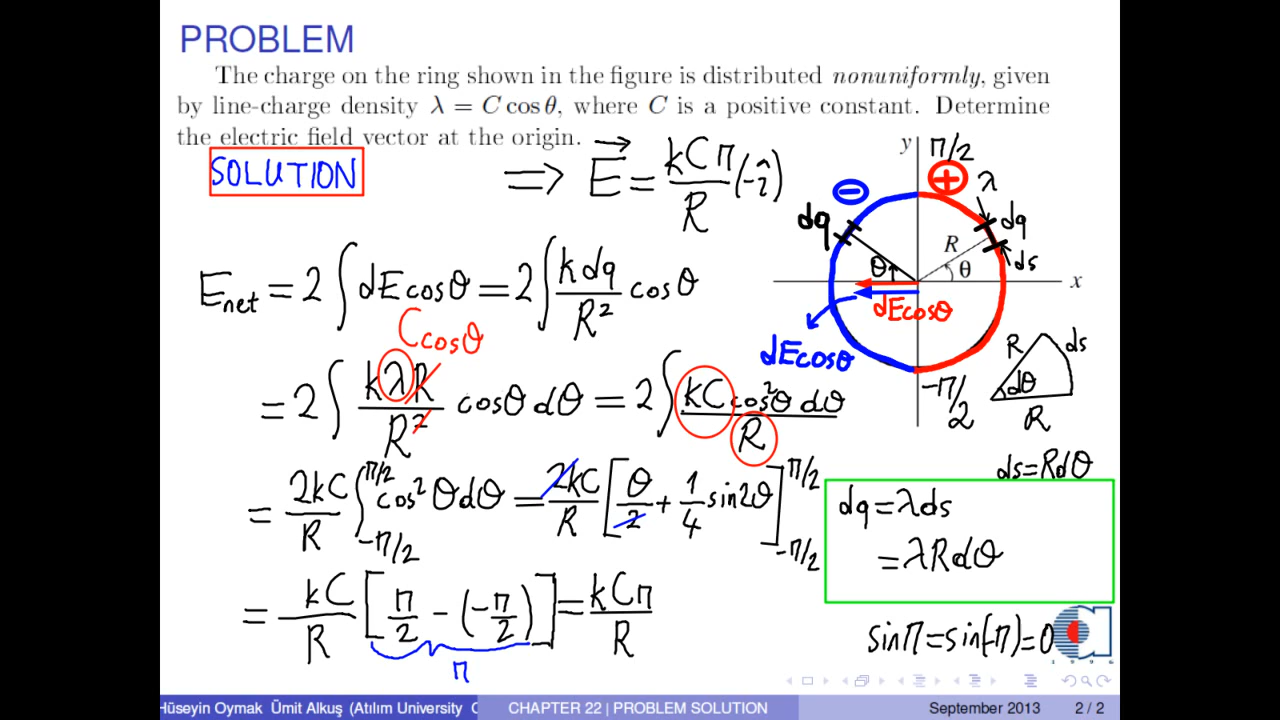 PROBLEM
The charge on the ring shown in the figure is distributed nonuniformly, given
by line-charge density λ = C cos θ, where C is a positive constant. Determine
the electric field vector at the origin.
SOLUTION
⟹ E⃗ = kCπ/R (-î)
E_net = 2 ∫ dE cosθ = 2 ∫ k dq/R² cosθ
C cosθ
= 2 ∫ kλR/R² cosθ dθ = 2 ∫ kC cos²θ dθ/R
= 2kC/R ∫_{-π/2}^{π/2} cos²θ dθ = 2kC/R [θ/2 + 1/4 sin2θ]_{-π/2}^{π/2}
= kC/R [π/2 - (-π/2)] = kCπ/R
π
y
π/2
−
+
λ
dq
dq
R
ds
θ
θ
x
dE cosθ
dE cosθ
-π/2
R
ds
dθ
R
ds = Rdθ
dq = λds
= λRdθ
sinπ = sin(-π) = 0
1996
Hüseyin Oymak Ümit Alkuş (Atılım University
CHAPTER 22 | PROBLEM SOLUTION
September 2013
2 / 2